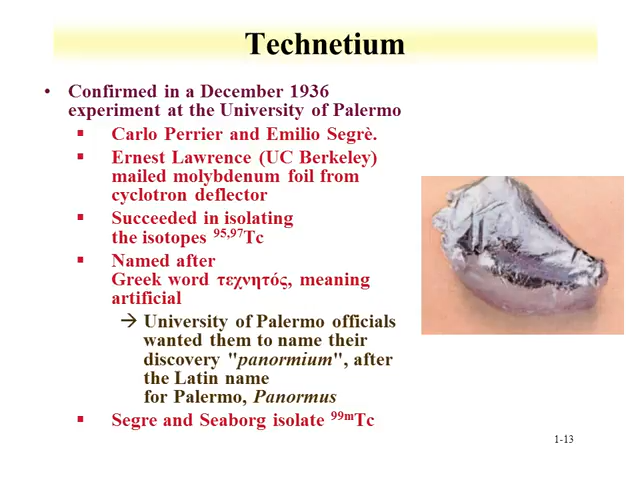 Technetium
• Confirmed in a December 1936
experiment at the University of Palermo
▪ Carlo Perrier and Emilio Segrè.
▪ Ernest Lawrence (UC Berkeley)
mailed molybdenum foil from
cyclotron deflector
▪ Succeeded in isolating
the isotopes ⁹⁵,⁹⁷Tc
▪ Named after
Greek word τεχνητός, meaning
artificial
→ University of Palermo officials
wanted them to name their
discovery "panormium", after
the Latin name
for Palermo, Panormus
▪ Segre and Seaborg isolate ⁹⁹ᵐTc
1-13